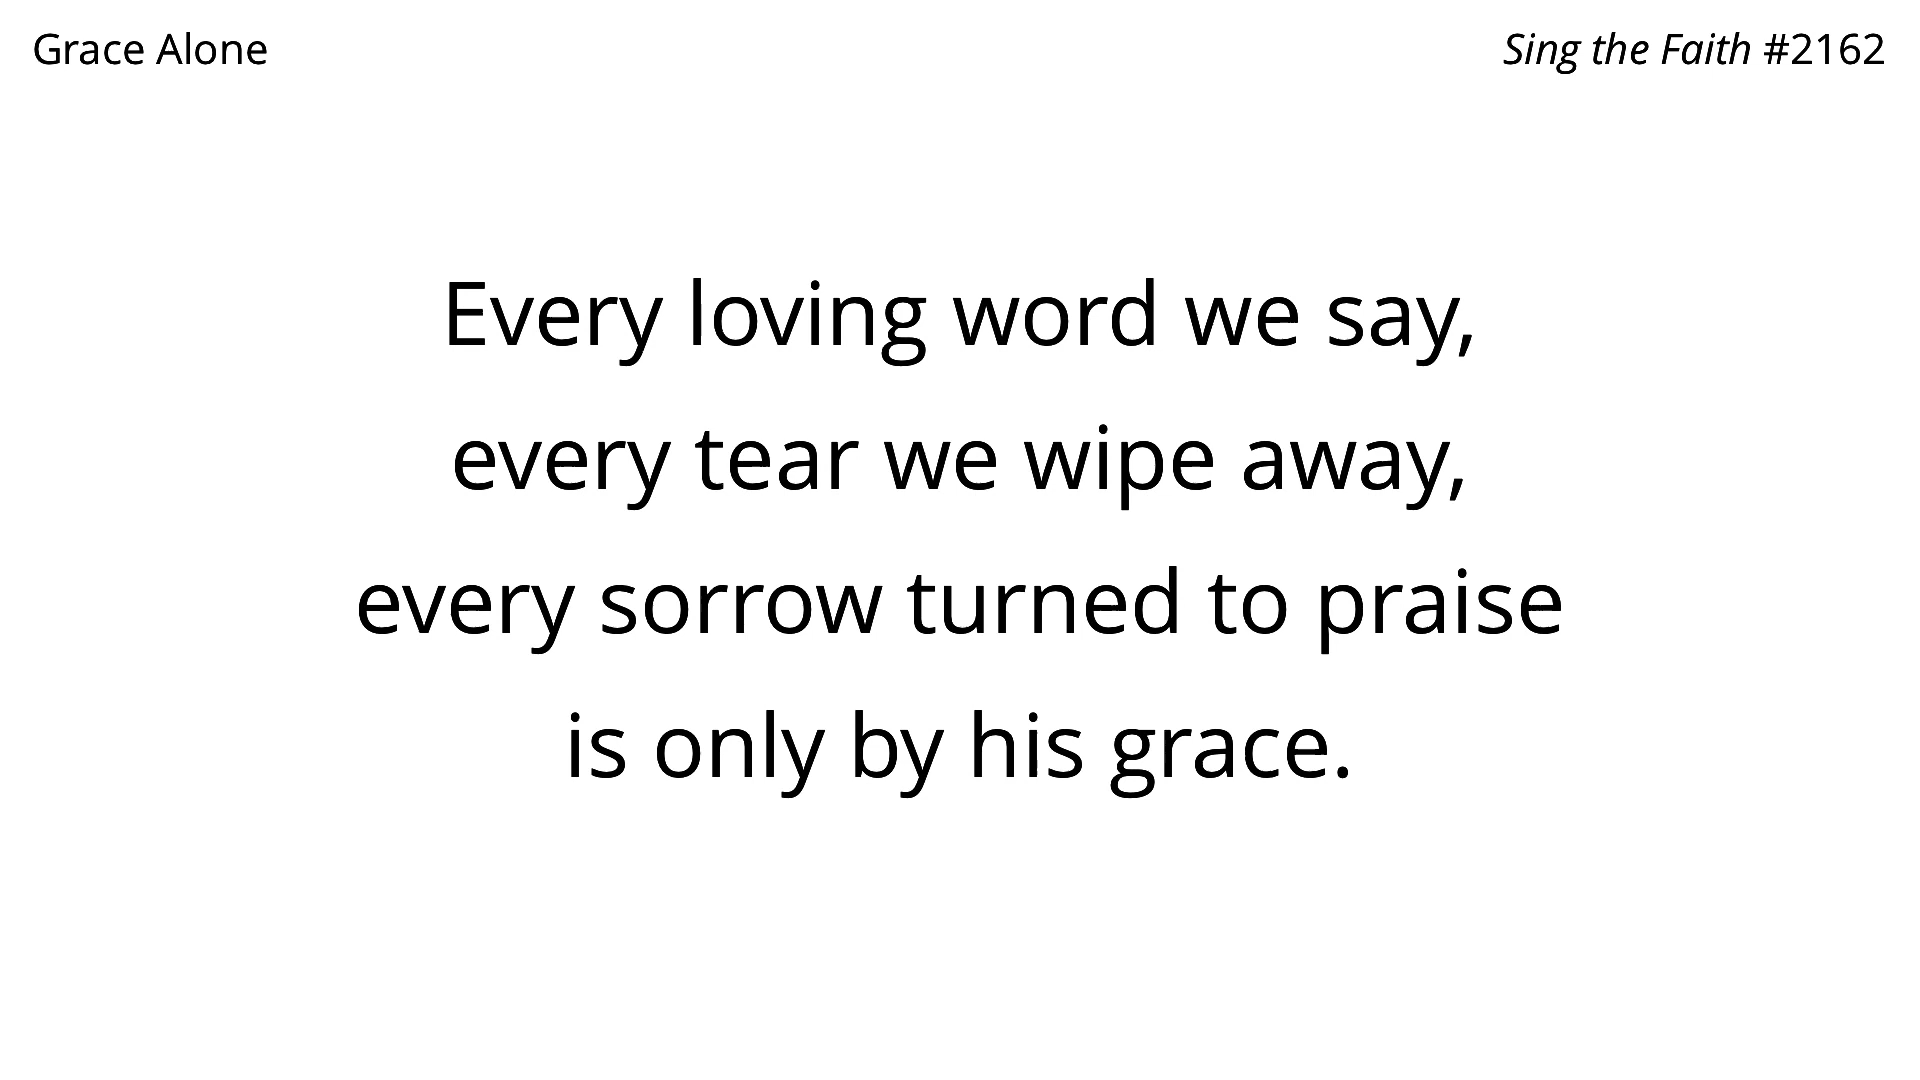 Grace Alone
Sing the Faith #2162
Every loving word we say,
every tear we wipe away,
every sorrow turned to praise
is only by his grace.